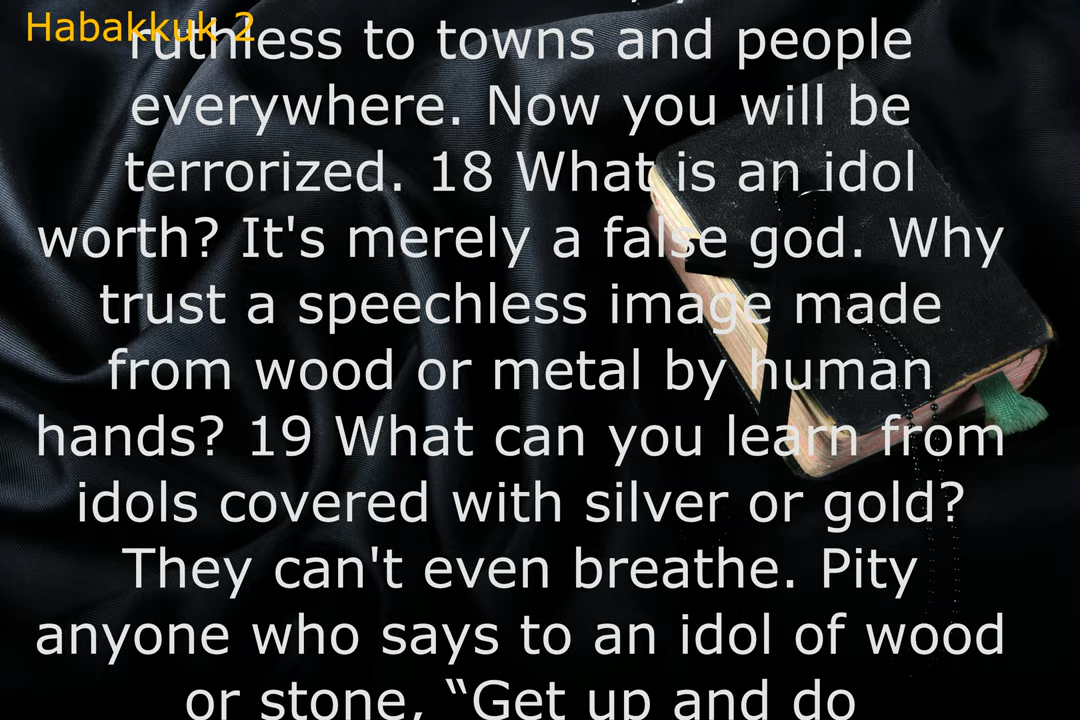 Habakkuk 2
ruthless to towns and people
everywhere. Now you will be
terrorized. 18 What is an idol
worth? It's merely a false god. Why
trust a speechless image made
from wood or metal by human
hands? 19 What can you learn from
idols covered with silver or gold?
They can't even breathe. Pity
anyone who says to an idol of wood
or stone, “Get up and do